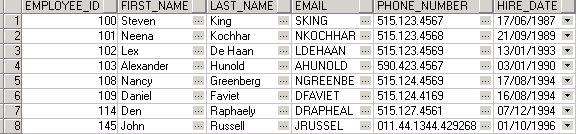 EMPLOYEE_ID FIRST_NAME LAST_NAME EMAIL PHONE_NUMBER HIRE_DATE
1 100 Steven ... King ... SKING ... 515.123.4567 ... 17/06/1987
2 101 Neena ... Kochhar ... NKOCHHAR ... 515.123.4568 ... 21/09/1989
3 102 Lex ... De Haan ... LDEHAAN ... 515.123.4569 ... 13/01/1993
4 103 Alexander ... Hunold ... AHUNOLD ... 590.423.4567 ... 03/01/1990
5 108 Nancy ... Greenberg ... NGREENBE ... 515.124.4569 ... 17/08/1994
6 109 Daniel ... Faviet ... DFAVIET ... 515.124.4169 ... 16/08/1994
7 114 Den ... Raphaely ... DRAPHEAL ... 515.127.4561 ... 07/12/1994
8 145 John ... Russell ... JRUSSEL ... 011.44.1344.429268 ... 01/10/1996